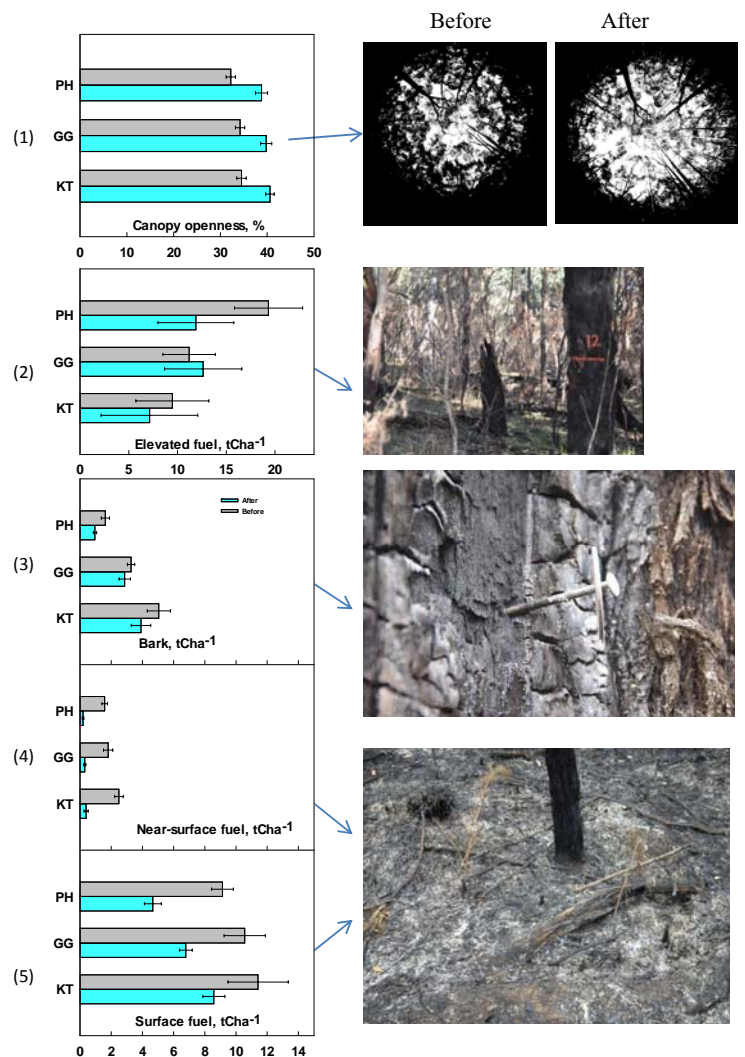 Before After
PH
(1) GG
KT
Canopy openness, %
0 10 20 30 40 50
PH
(2) GG
KT
Elevated fuel, tCha-1
0 5 10 15 20
12
After
Before
PH
(3) GG
KT
Bark, tCha-1
PH
(4) GG
KT
Near-surface fuel, tCha-1
PH
(5) GG
KT
Surface fuel, tCha-1
0 2 4 6 8 10 12 14